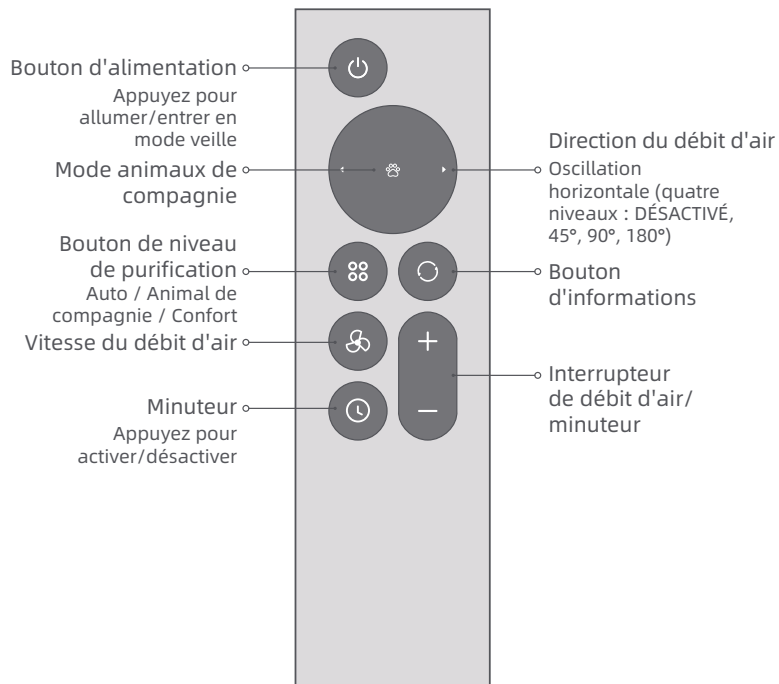 Bouton d'alimentation
Appuyez pour
allumer/entrer en
mode veille
Mode animaux de
compagnie
Bouton de niveau
de purification
Auto / Animal de
compagnie / Confort
Vitesse du débit d'air
Minuteur
Appuyez pour
activer/désactiver
Direction du débit d'air
Oscillation
horizontale (quatre
niveaux : DÉSACTIVÉ,
45°, 90°, 180°)
Bouton
d'informations
Interrupteur
de débit d'air/
minuteur